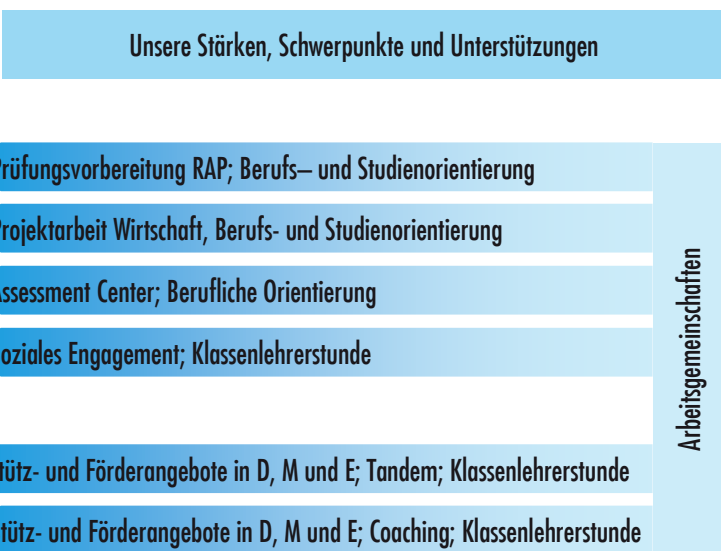 Unsere Stärken, Schwerpunkte und Unterstützungen
Prüfungsvorbereitung RAP; Berufs– und Studienorientierung
Projektarbeit Wirtschaft, Berufs- und Studienorientierung
Assessment Center; Berufliche Orientierung
oziales Engagement; Klassenlehrerstunde
tütz- und Förderangebote in D, M und E; Tandem; Klassenlehrerstunde
tütz- und Förderangebote in D, M und E; Coaching; Klassenlehrerstunde
Arbeitsgemeinschaften